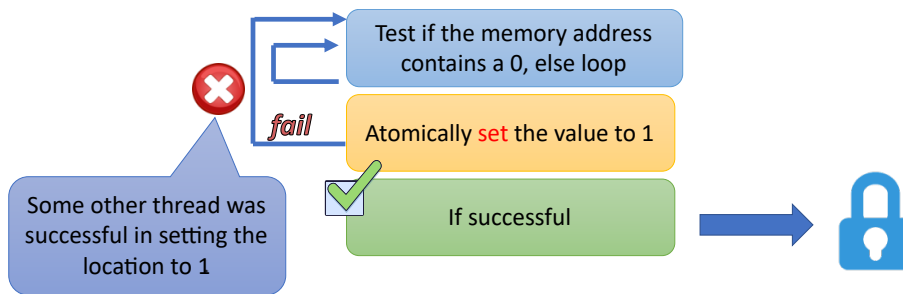 Test if the memory address
contains a 0, else loop
fail
Atomically set the value to 1
Some other thread was
successful in setting the
location to 1
If successful